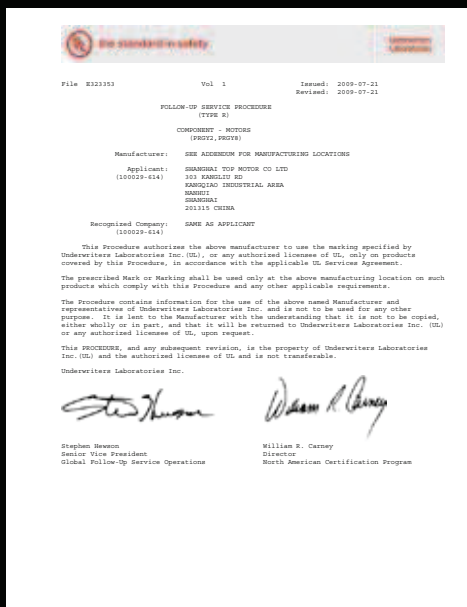 the standard in safety
Underwriters
Laboratories
File E323353 Vol 1 Issued: 2009-07-21
Revised: 2009-07-21
FOLLOW-UP SERVICE PROCEDURE
(TYPE R)
COMPONENT - MOTORS
(PRGY2, PRGY8)
Manufacturer: SEE ADDENDUM FOR MANUFACTURING LOCATIONS
Applicant: SHANGHAI TOP MOTOR CO LTD
(100029-614) 303 KANGLIU RD
KANGQIAO INDUSTRIAL AREA
NANHUI
SHANGHAI
201315 CHINA
Recognized Company: SAME AS APPLICANT
(100029-614)
This Procedure authorizes the above manufacturer to use the marking specified by
Underwriters Laboratories Inc.(UL), or any authorized licensee of UL, only on products
covered by this Procedure, in accordance with the applicable UL Services Agreement.
The prescribed Mark or Marking shall be used only at the above manufacturing location on such
products which comply with this Procedure and any other applicable requirements.
The Procedure contains information for the use of the above named Manufacturer and
representatives of Underwriters Laboratories Inc. and is not to be used for any other
purpose. It is lent to the Manufacturer with the understanding that it is not to be copied,
either wholly or in part, and that it will be returned to Underwriters Laboratories Inc. (UL)
or any authorized licensee of UL, upon request.
This PROCEDURE, and any subsequent revision, is the property of Underwriters Laboratories
Inc.(UL) and the authorized licensee of UL and is not transferable.
Underwriters Laboratories Inc.
William R. Carney
Stephen Hewson William R. Carney
Senior Vice President Director
Global Follow-Up Service Operations North American Certification Program